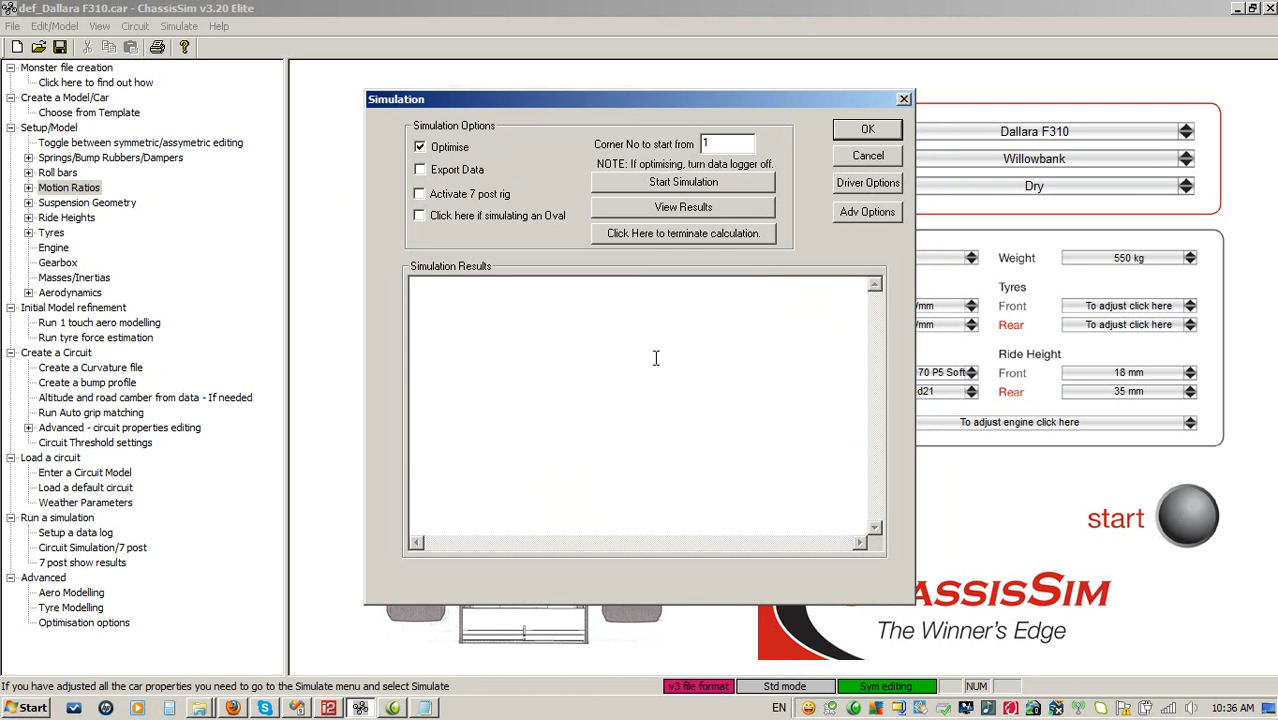 def_Dallara F310.car - ChassisSim v3.20 Elite
File Edit/Model View Circuit Simulate Help
Monster file creation
Click here to find out how
Create a Model/Car
Choose from Template
Setup/Model
Toggle between symmetric/assymetric editing
Springs/Bump Rubbers/Dampers
Roll bars
Motion Ratios
Suspension Geometry
Ride Heights
Tyres
Engine
Gearbox
Masses/Inertias
Aerodynamics
Initial Model refinement
Run 1 touch aero modelling
Run tyre force estimation
Create a Circuit
Create a Curvature file
Create a bump profile
Altitude and road camber from data - If needed
Run Auto grip matching
Advanced - circuit properties editing
Circuit Threshold settings
Load a circuit
Enter a Circuit Model
Load a default circuit
Weather Parameters
Run a simulation
Setup a data log
Circuit Simulation/7 post
7 post show results
Advanced
Aero Modelling
Tyre Modelling
Optimisation options
Simulation
Simulation Options
Optimise
Export Data
Activate 7 post rig
Click here if simulating an Oval
Corner No to start from 1
NOTE: If optimising, turn data logger off.
Start Simulation
View Results
Click Here to terminate calculation.
OK
Cancel
Driver Options
Adv Options
Simulation Results
Dallara F310
Willowbank
Dry
Weight 550 kg
Tyres
/mm Front To adjust click here
/mm Rear To adjust click here
Ride Height
70 P5 Soft Front 18 mm
d21 Rear 35 mm
To adjust engine click here
start
HASSISSIM
The Winner's Edge
If you have adjusted all the car properties you need to go to the Simulate menu and select Simulate
v3 file format Std mode Sym editing NUM
Start EN 10:36 AM